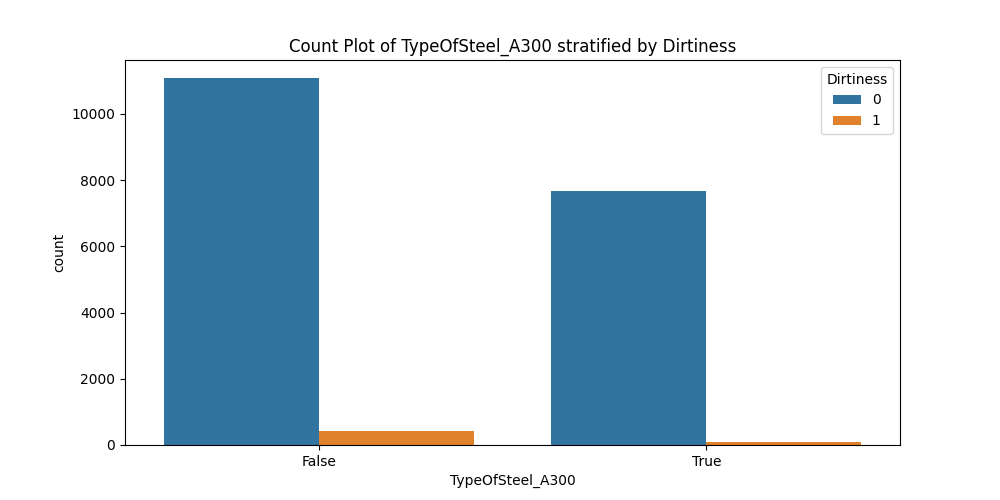 Count Plot of TypeOfSteel_A300 stratified by Dirtiness
Dirtiness
0
1
10000
8000
6000
4000
2000
0
count
False
True
TypeOfSteel_A300